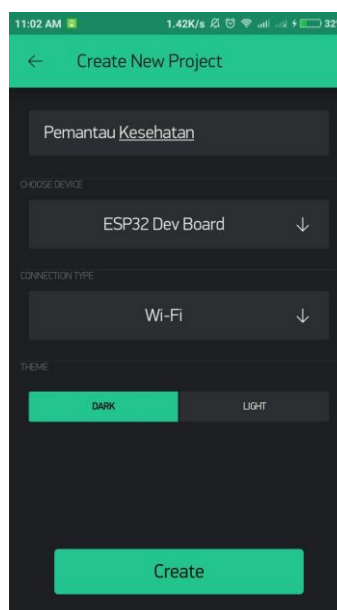 11:02 AM 1.42K/s 32%
← Create New Project
Pemantau Kesehatan
CHOOSE DEVICE
ESP32 Dev Board ↓
CONNECTION TYPE
Wi-Fi ↓
THEME
DARK LIGHT
Create